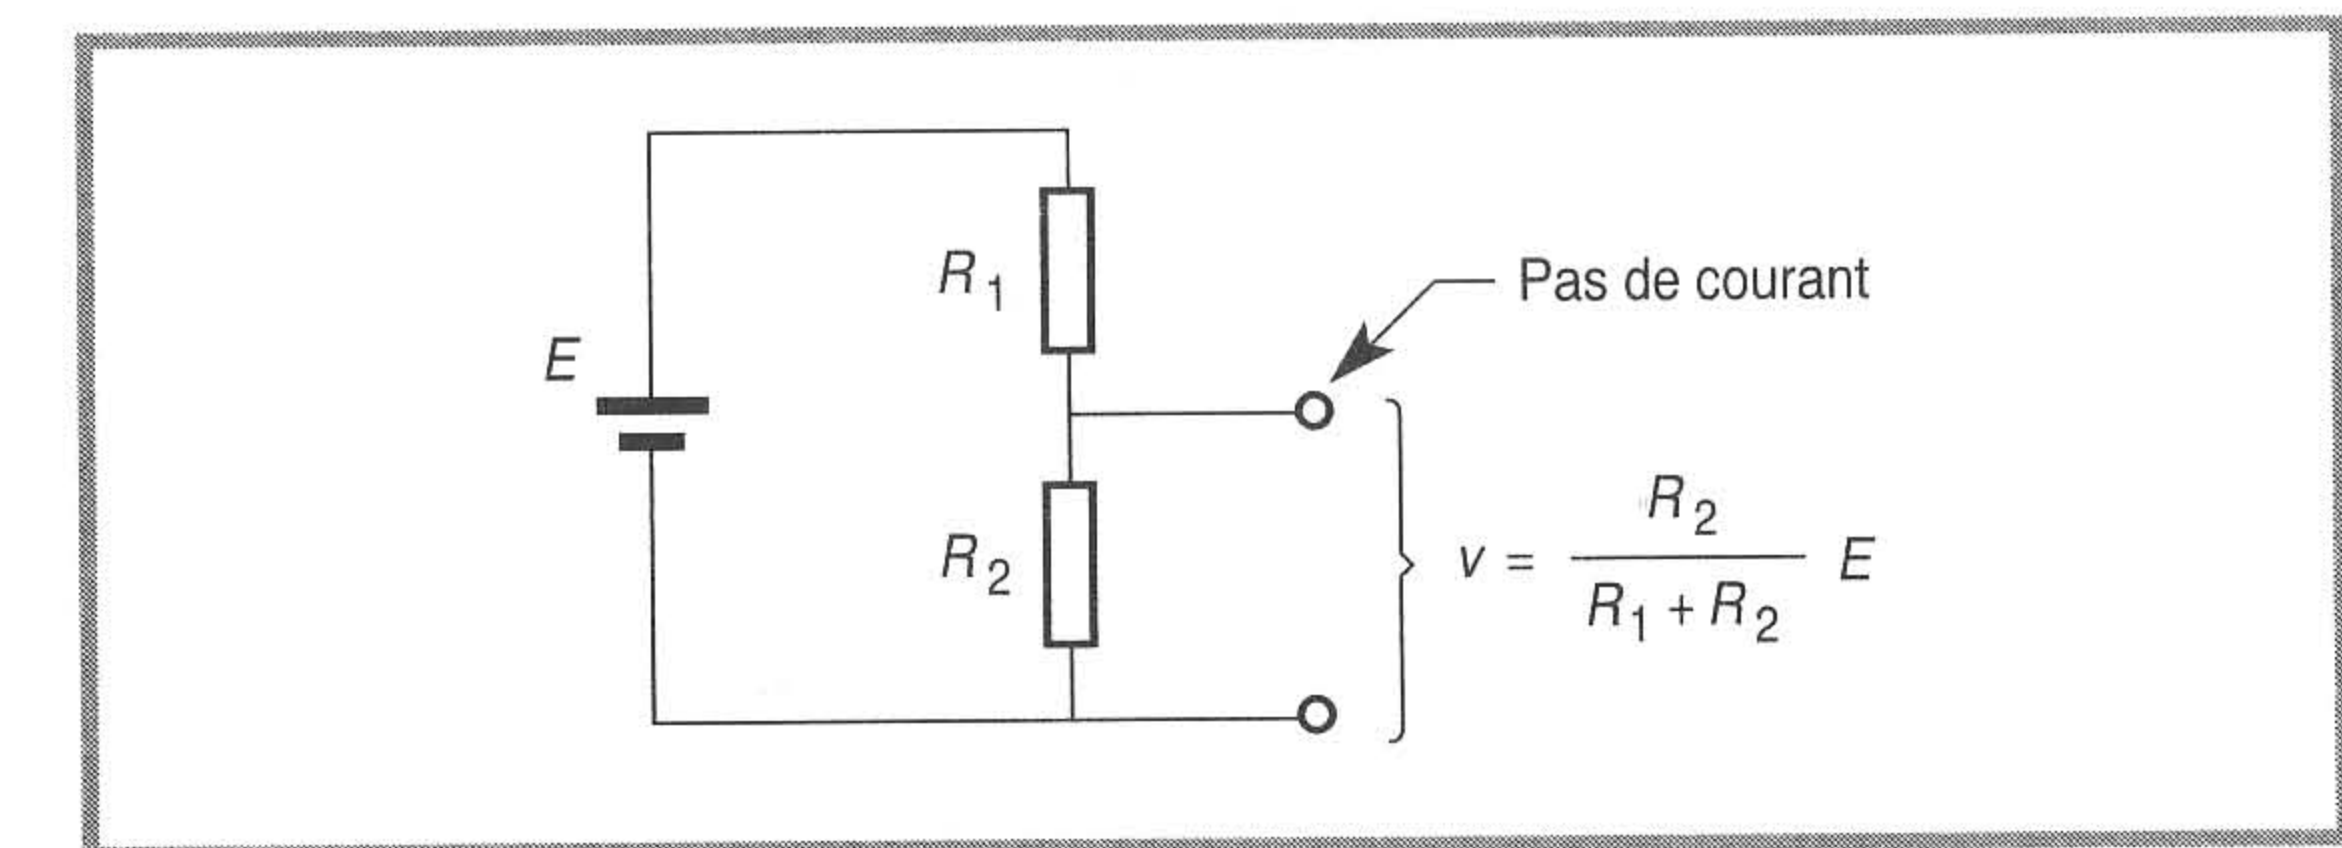 R1
Pas de courant
E
v = R2 / (R1 + R2) E
R2